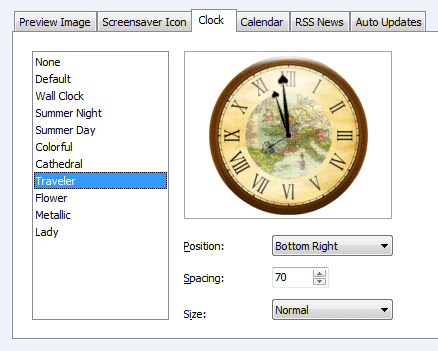 Preview Image Screensaver Icon Clock Calendar RSS News Auto Updates
None
Default
Wall Clock
Summer Night
Summer Day
Colorful
Cathedral
Traveler
Flower
Metallic
Lady
XII
I
II
III
IIII
V
VI
VII
VIII
IX
X
XI
Position: Bottom Right
Spacing: 70
Size: Normal